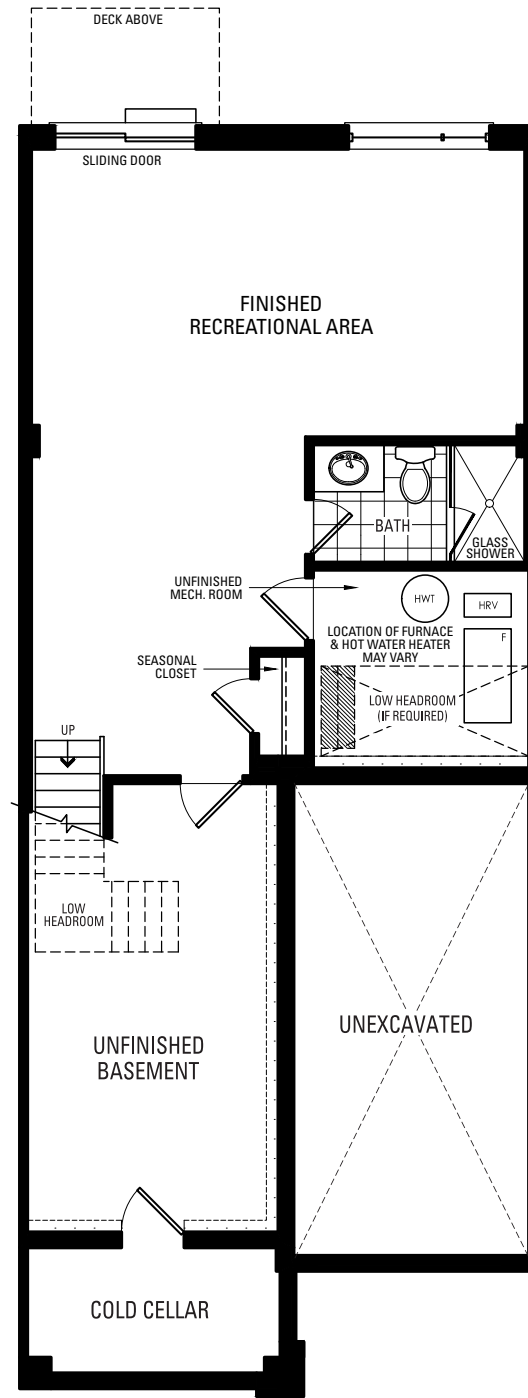 DECK ABOVE
SLIDING DOOR
FINISHED
RECREATIONAL AREA
BATH
GLASS
SHOWER
UNFINISHED
MECH. ROOM
HWT
HRV
LOCATION OF FURNACE
& HOT WATER HEATER
MAY VARY
F
SEASONAL
CLOSET
LOW HEADROOM
(IF REQUIRED)
UP
LOW
HEADROOM
UNFINISHED
BASEMENT
UNEXCAVATED
COLD CELLAR